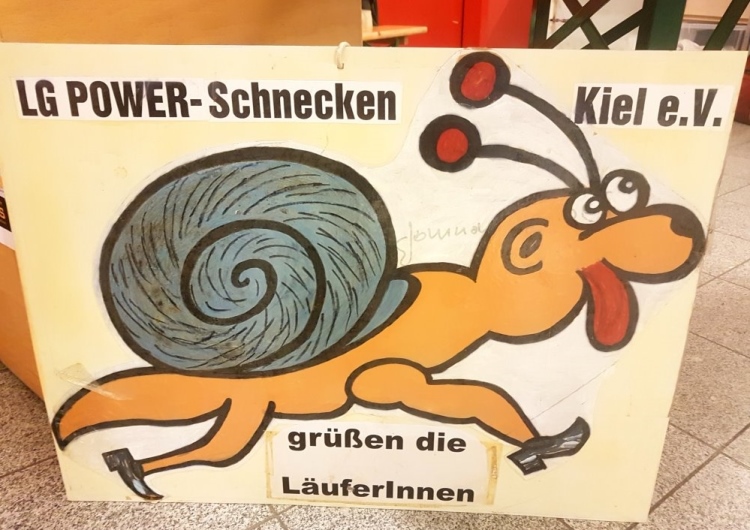 LG POWER-Schnecken Kiel e.V.
grüßen die
LäuferInnen